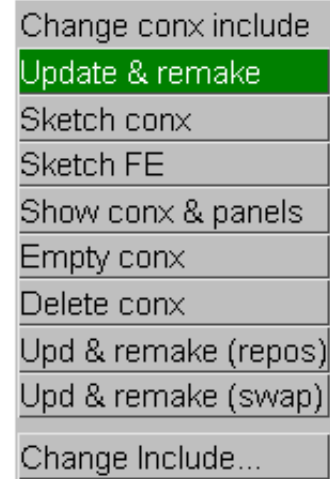 Change conx include
Update & remake
Sketch conx
Sketch FE
Show conx & panels
Empty conx
Delete conx
Upd & remake (repos)
Upd & remake (swap)
Change Include...